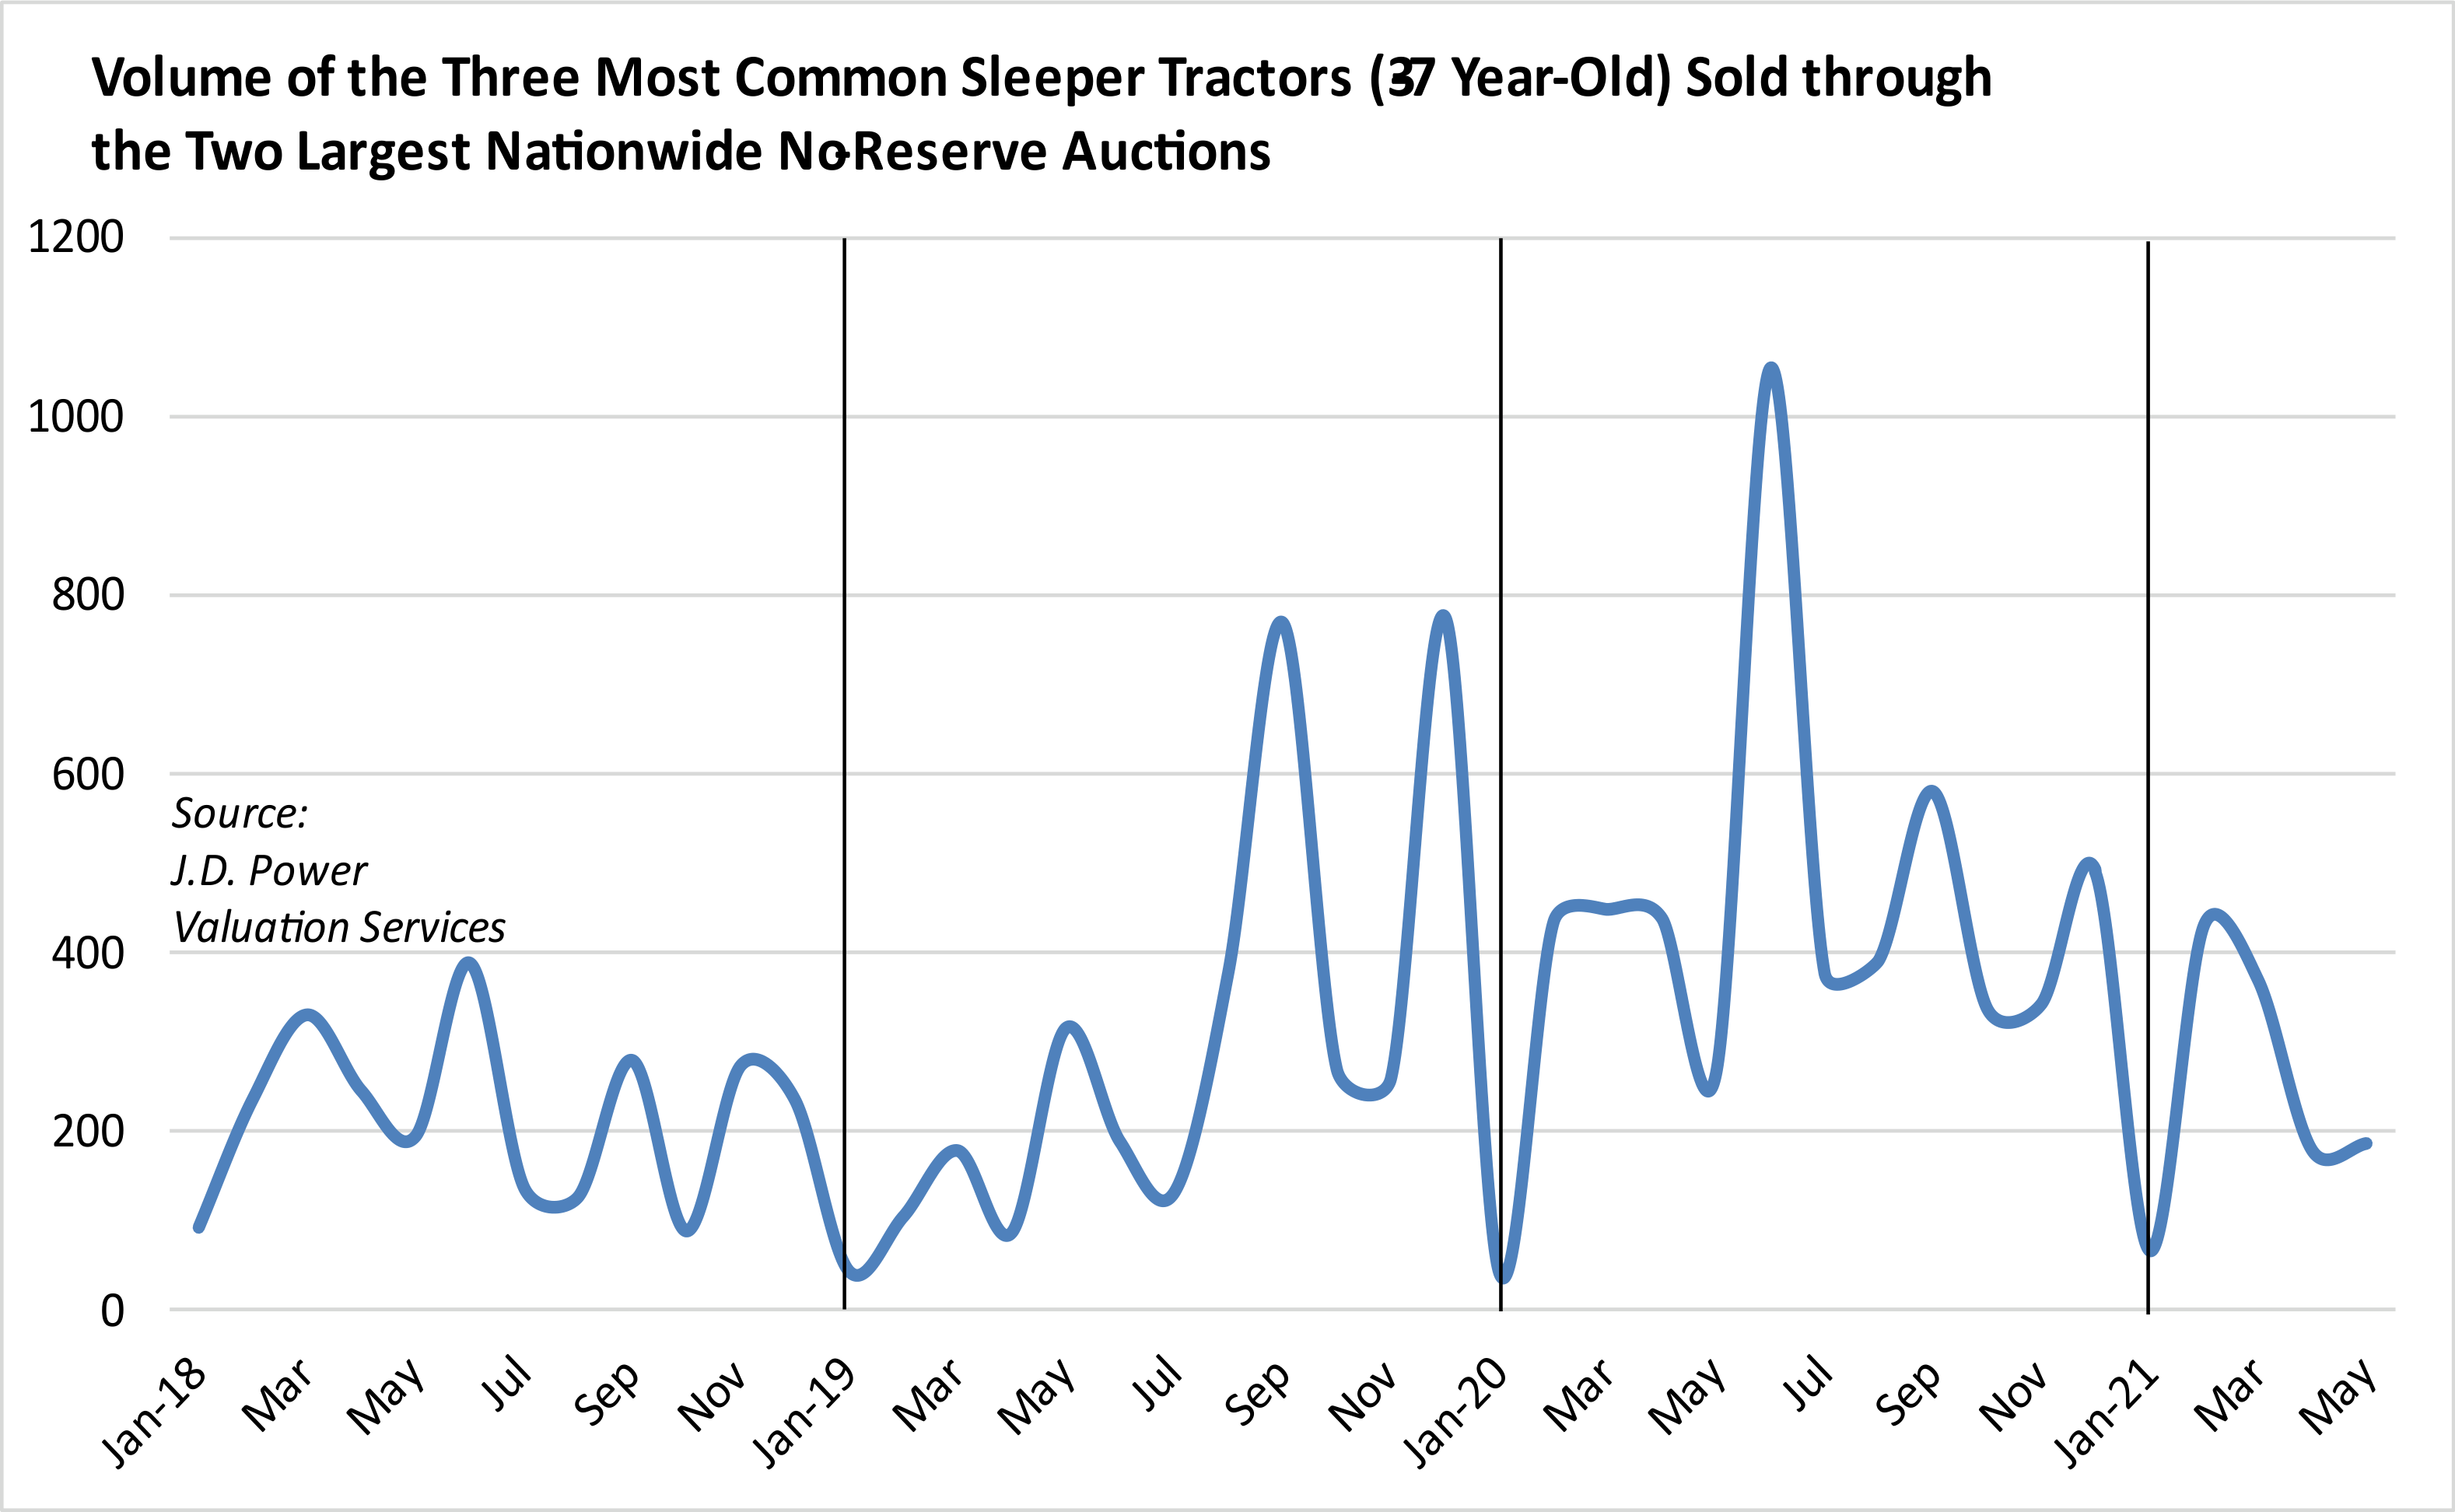 Volume of the Three Most Common Sleeper Tractors (37 Year-Old) Sold through
the Two Largest Nationwide No-Reserve Auctions
1200
1000
800
600
Source:
J.D. Power
Valuation Services
400
200
0
Jan-18
Mar
May
Jul
Sep
Nov
Jan-19
Mar
May
Jul
Sep
Nov
Jan-20
Mar
May
Jul
Sep
Nov
Jan-21
Mar
May